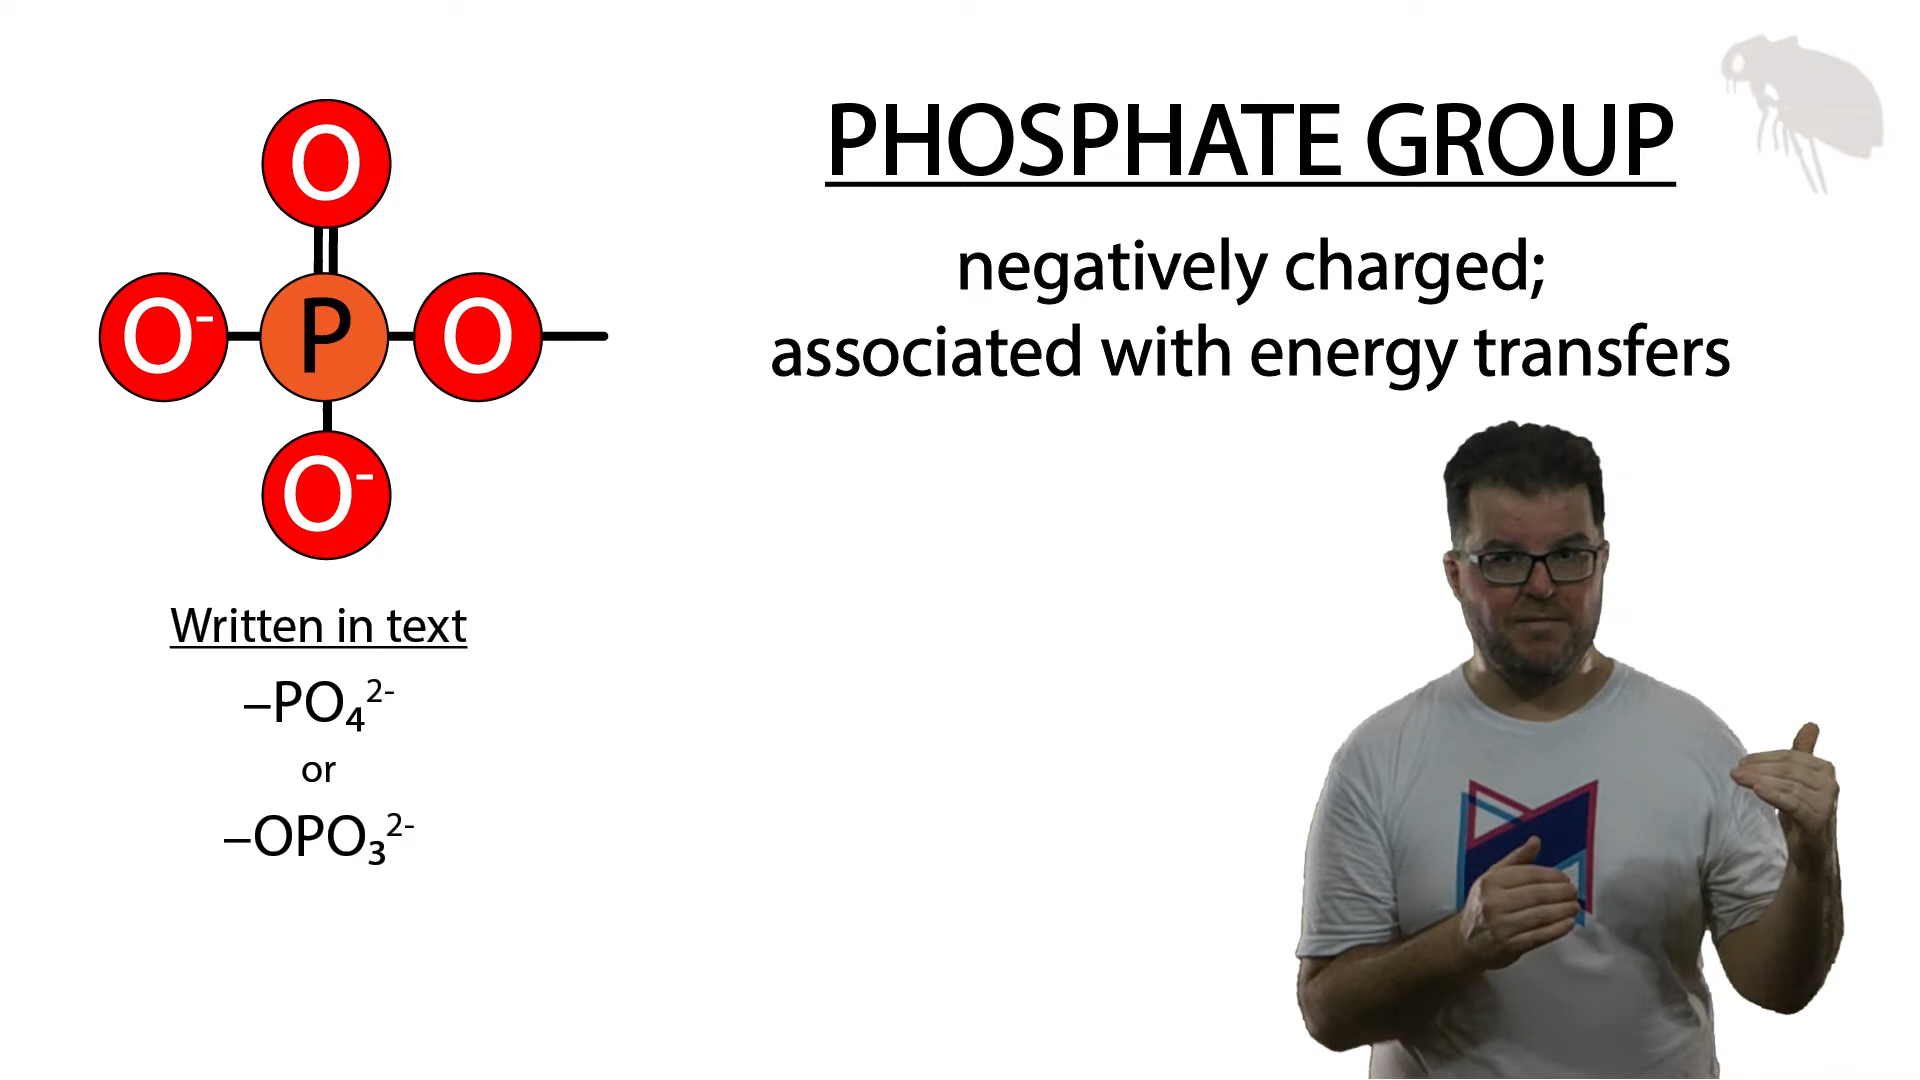 PHOSPHATE GROUP
negatively charged;
associated with energy transfers
O
O⁻ P O
O⁻
Written in text
–PO₄²⁻
or
–OPO₃²⁻